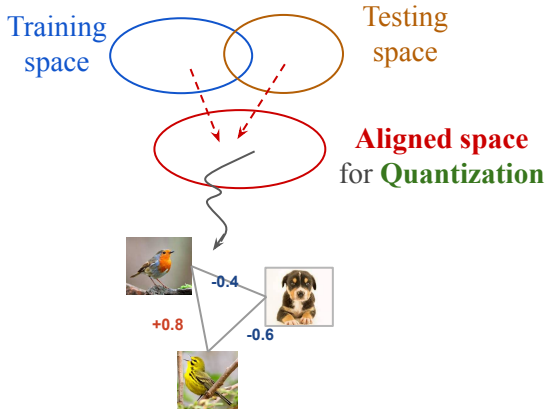 Training
space
Testing
space
Aligned space
for Quantization
-0.4
+0.8
-0.6